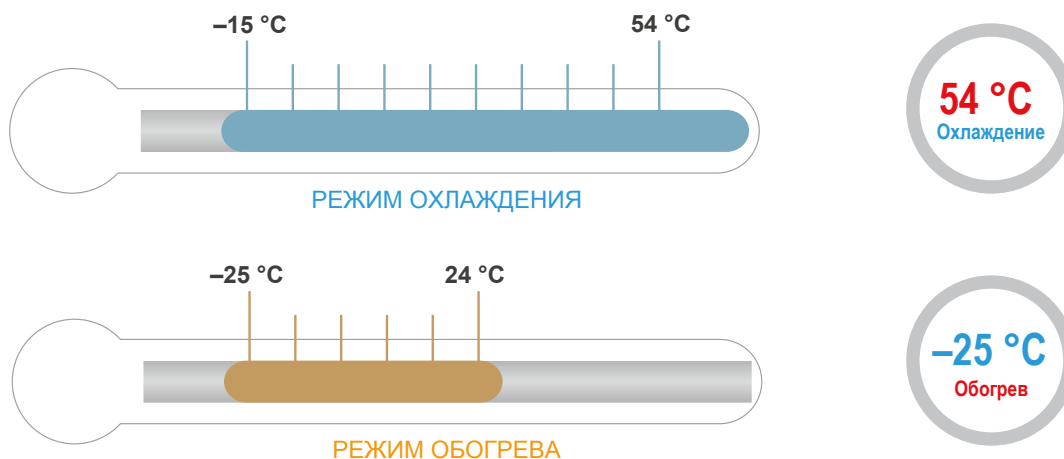 –15 °C 54 °C
54 °C
Охлаждение
РЕЖИМ ОХЛАЖДЕНИЯ
–25 °C 24 °C
–25 °C
Обогрев
РЕЖИМ ОБОГРЕВА